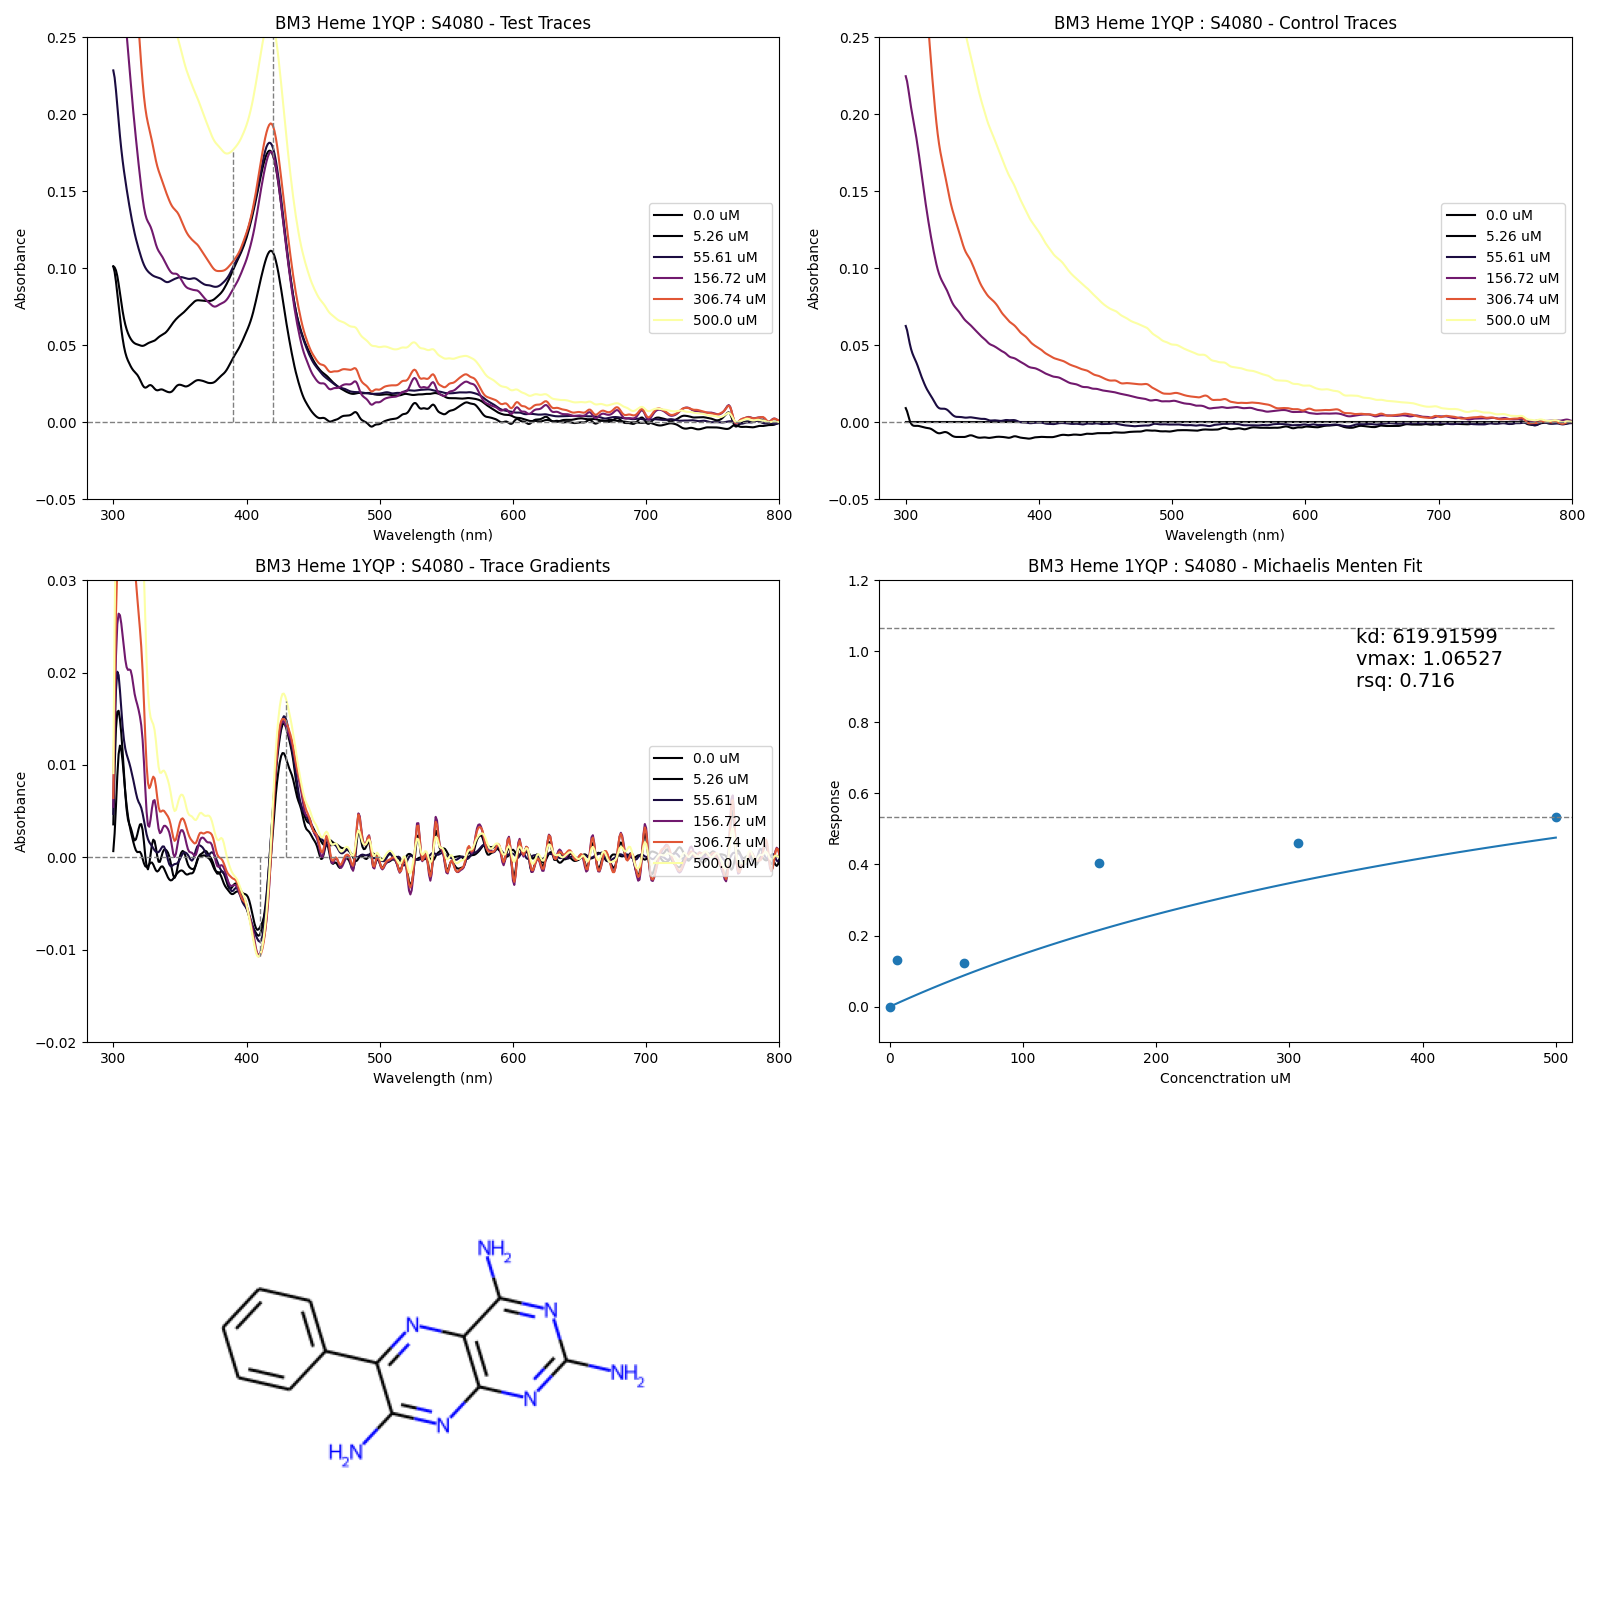 BM3 Heme 1YQP : S4080 - Test Traces
0.25
0.20
0.15
0.10
0.05
0.00
−0.05
Absorbance
300 400 500 600 700 800
Wavelength (nm)
0.0 uM
5.26 uM
55.61 uM
156.72 uM
306.74 uM
500.0 uM
BM3 Heme 1YQP : S4080 - Control Traces
0.25
0.20
0.15
0.10
0.05
0.00
−0.05
Absorbance
300 400 500 600 700 800
Wavelength (nm)
0.0 uM
5.26 uM
55.61 uM
156.72 uM
306.74 uM
500.0 uM
BM3 Heme 1YQP : S4080 - Trace Gradients
0.03
0.02
0.01
0.00
−0.01
−0.02
Absorbance
300 400 500 600 700 800
Wavelength (nm)
0.0 uM
5.26 uM
55.61 uM
156.72 uM
306.74 uM
500.0 uM
BM3 Heme 1YQP : S4080 - Michaelis Menten Fit
1.2
1.0
0.8
0.6
0.4
0.2
0.0
Response
0 100 200 300 400 500
Concenctration uM
kd: 619.91599
vmax: 1.06527
rsq: 0.716
NH2
N
N
NH2
N
N
H2N